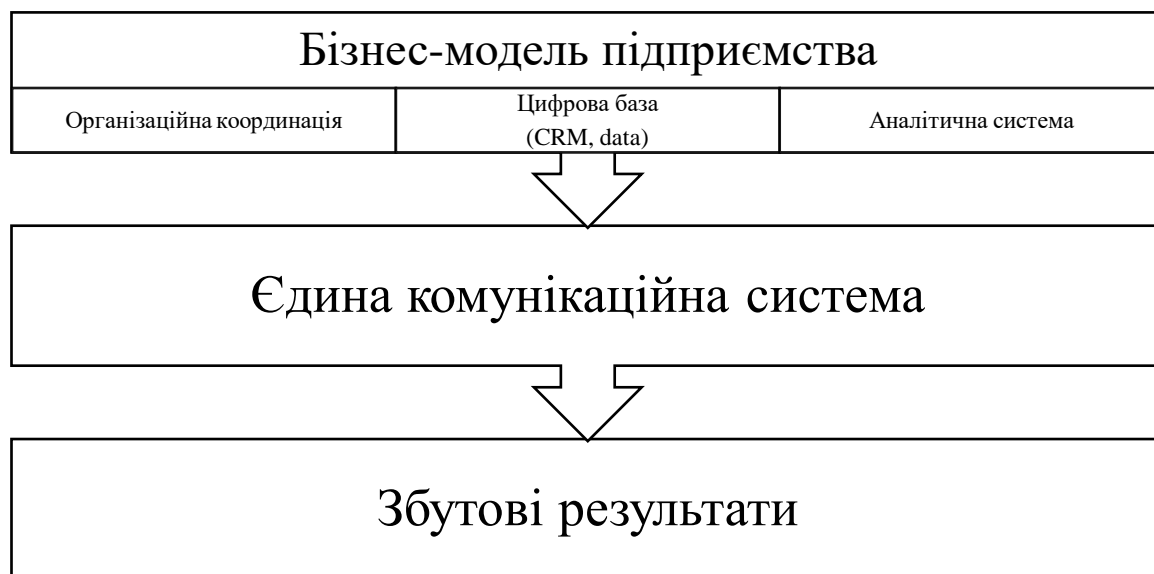 Бізнес-модель підприємства
Організаційна координація
Цифрова база
(CRM, data)
Аналітична система
Єдина комунікаційна система
Збутові результати